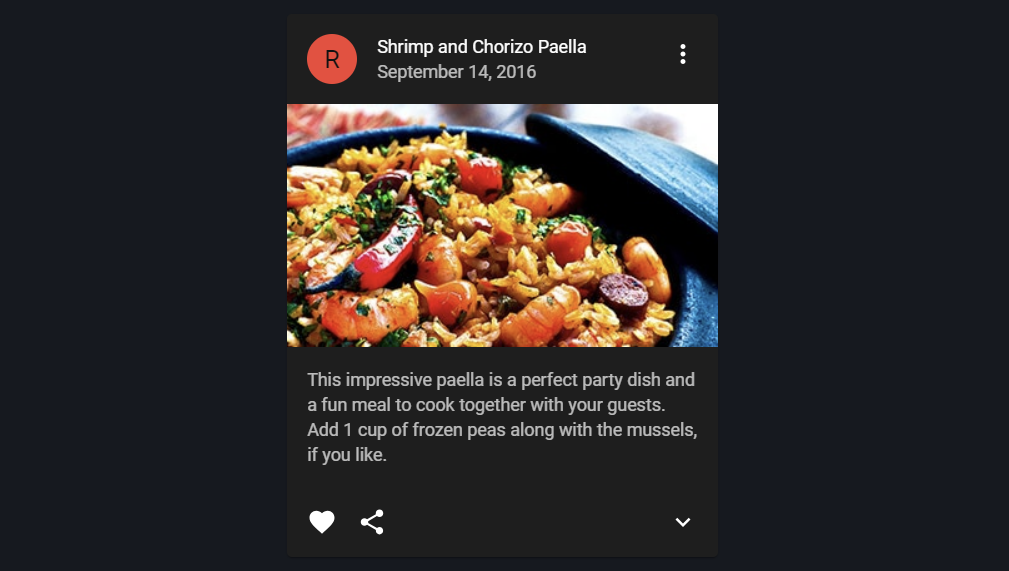 R
Shrimp and Chorizo Paella
September 14, 2016
This impressive paella is a perfect party dish and
a fun meal to cook together with your guests.
Add 1 cup of frozen peas along with the mussels,
if you like.